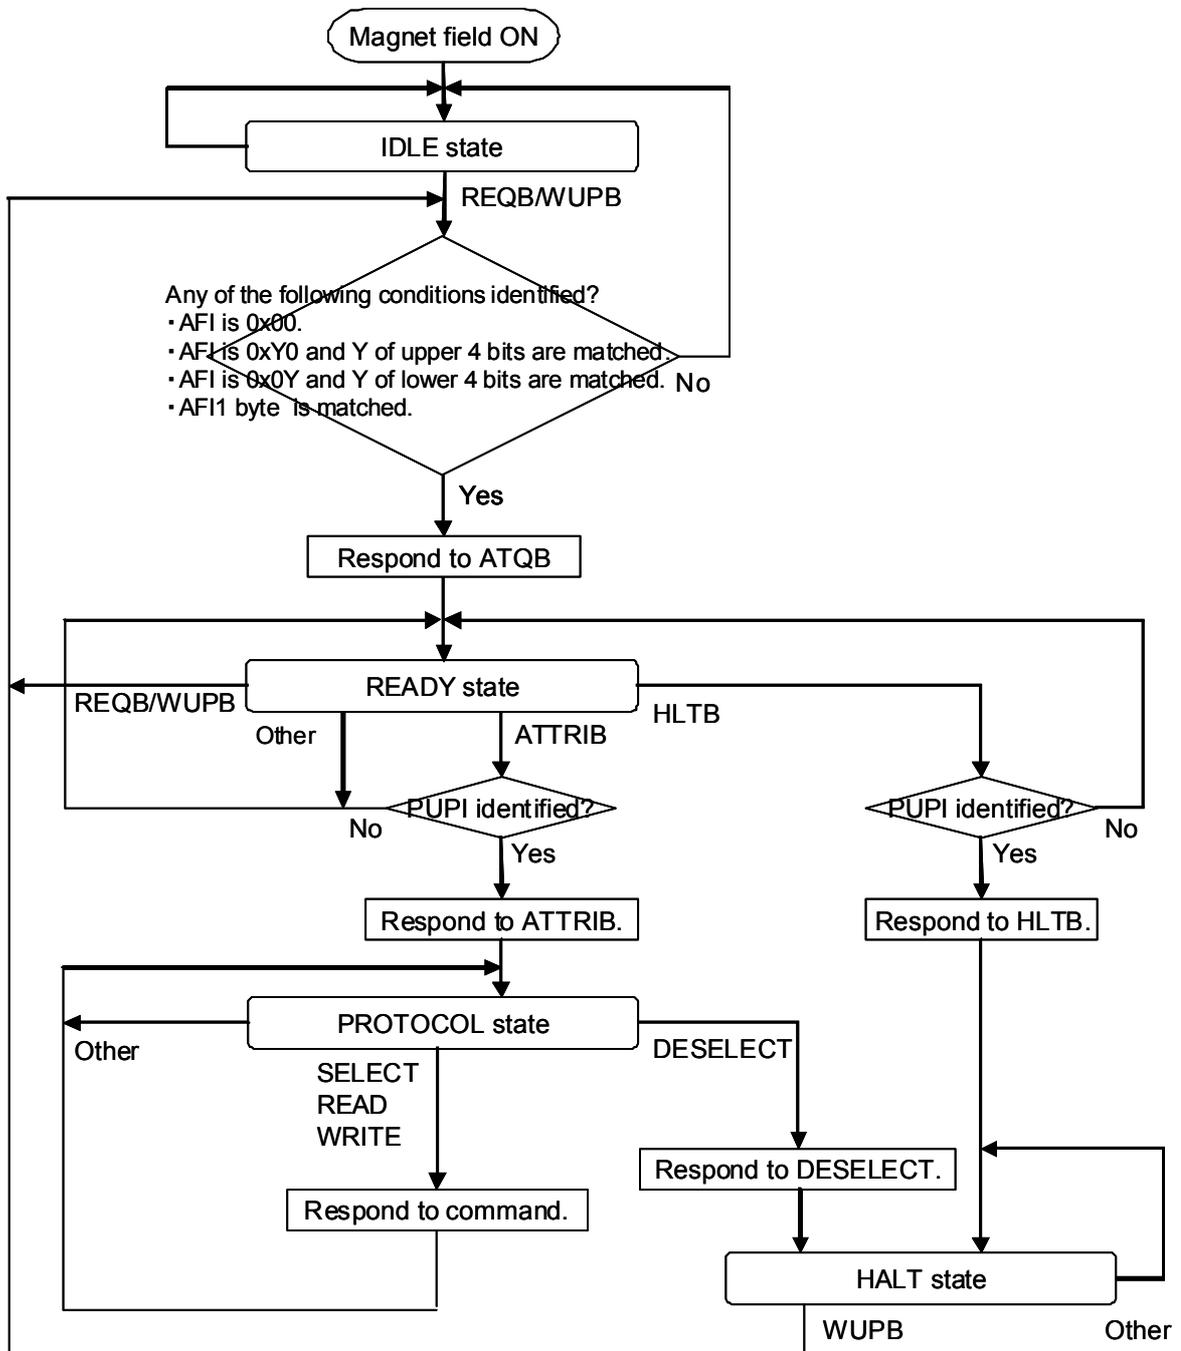 Magnet field ON
IDLE state
REQB/WUPB
Any of the following conditions identified?
・AFI is 0x00.
・AFI is 0xY0 and Y of upper 4 bits are matched.
・AFI is 0x0Y and Y of lower 4 bits are matched.
・AFI1 byte is matched.
No
Yes
Respond to ATQB
READY state
REQB/WUPB
Other
ATTRIB
HLTB
PUPI identified?
No
Yes
PUPI identified?
No
Yes
Respond to ATTRIB.
Respond to HLTB.
PROTOCOL state
Other
SELECT
READ
WRITE
DESELECT
Respond to DESELECT.
Respond to command.
HALT state
WUPB
Other